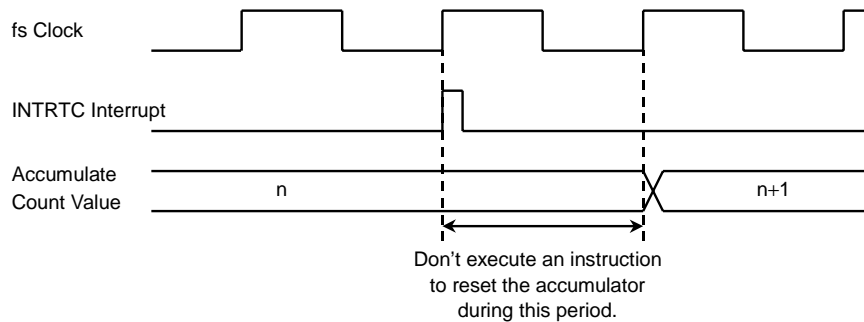 fs Clock
INTRTC Interrupt
Accumulate
Count Value
n
n+1
Don't execute an instruction
to reset the accumulator
during this period.